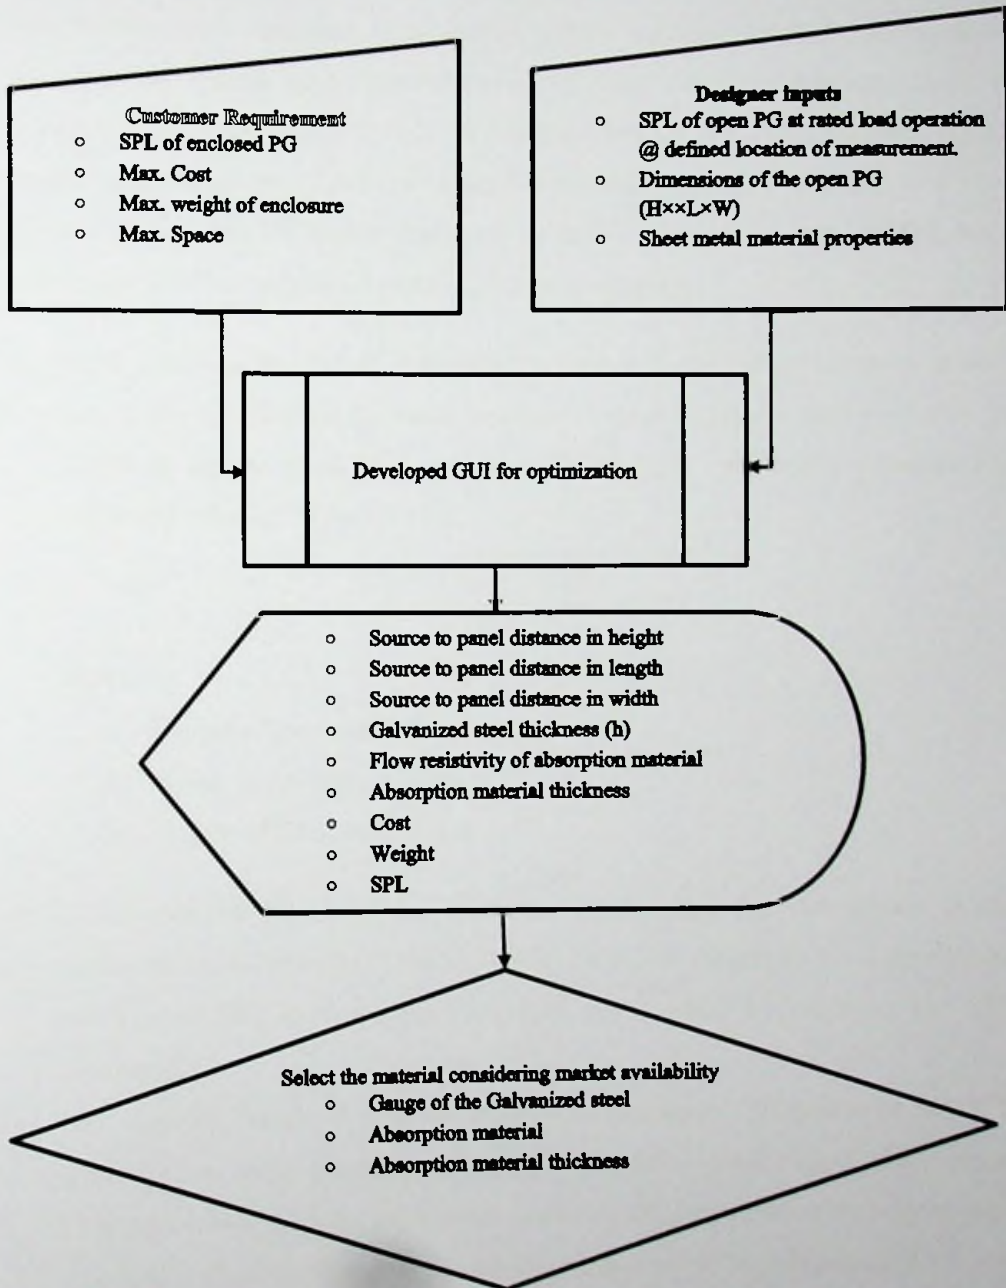 Customer Requirement
○ SPL of enclosed PG
○ Max. Cost
○ Max. weight of enclosure
○ Max. Space
Designer inputs
○ SPL of open PG at rated load operation
@ defined location of measurement.
○ Dimensions of the open PG
(H××L×W)
○ Sheet metal material properties
Developed GUI for optimization
○ Source to panel distance in height
○ Source to panel distance in length
○ Source to panel distance in width
○ Galvanized steel thickness (h)
○ Flow resistivity of absorption material
○ Absorption material thickness
○ Cost
○ Weight
○ SPL
Select the material considering market availability
○ Gauge of the Galvanized steel
○ Absorption material
○ Absorption material thickness